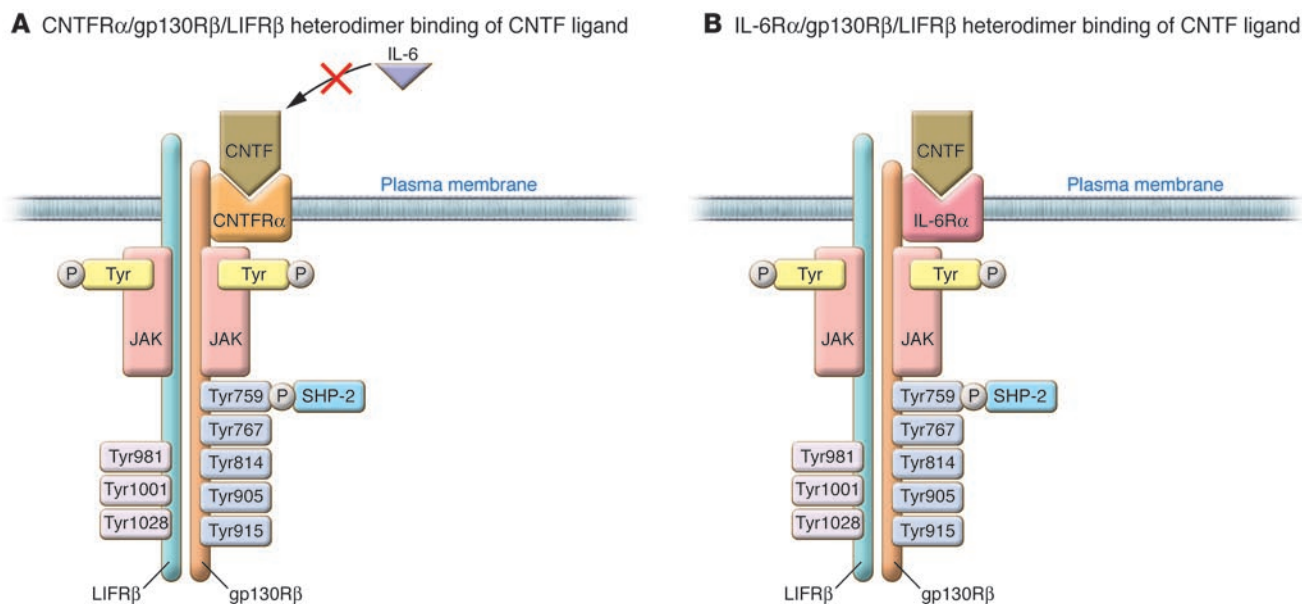 A CNTFRα/gp130Rβ/LIFRβ heterodimer binding of CNTF ligand
IL-6
CNTF
Plasma membrane
CNTFRα
P Tyr Tyr P
JAK JAK
Tyr759 P SHP-2
Tyr767
Tyr981 Tyr814
Tyr1001 Tyr905
Tyr1028 Tyr915
LIFRβ gp130Rβ
B IL-6Rα/gp130Rβ/LIFRβ heterodimer binding of CNTF ligand
CNTF
Plasma membrane
IL-6Rα
P Tyr Tyr P
JAK JAK
Tyr759 P SHP-2
Tyr767
Tyr981 Tyr814
Tyr1001 Tyr905
Tyr1028 Tyr915
LIFRβ gp130Rβ